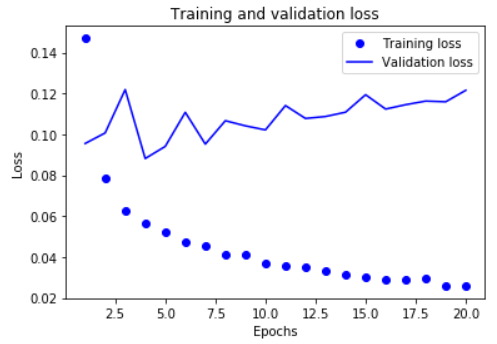 Training and validation loss
Training loss
Validation loss
0.14
0.12
0.10
0.08
0.06
0.04
0.02
Loss
2.5 5.0 7.5 10.0 12.5 15.0 17.5 20.0
Epochs